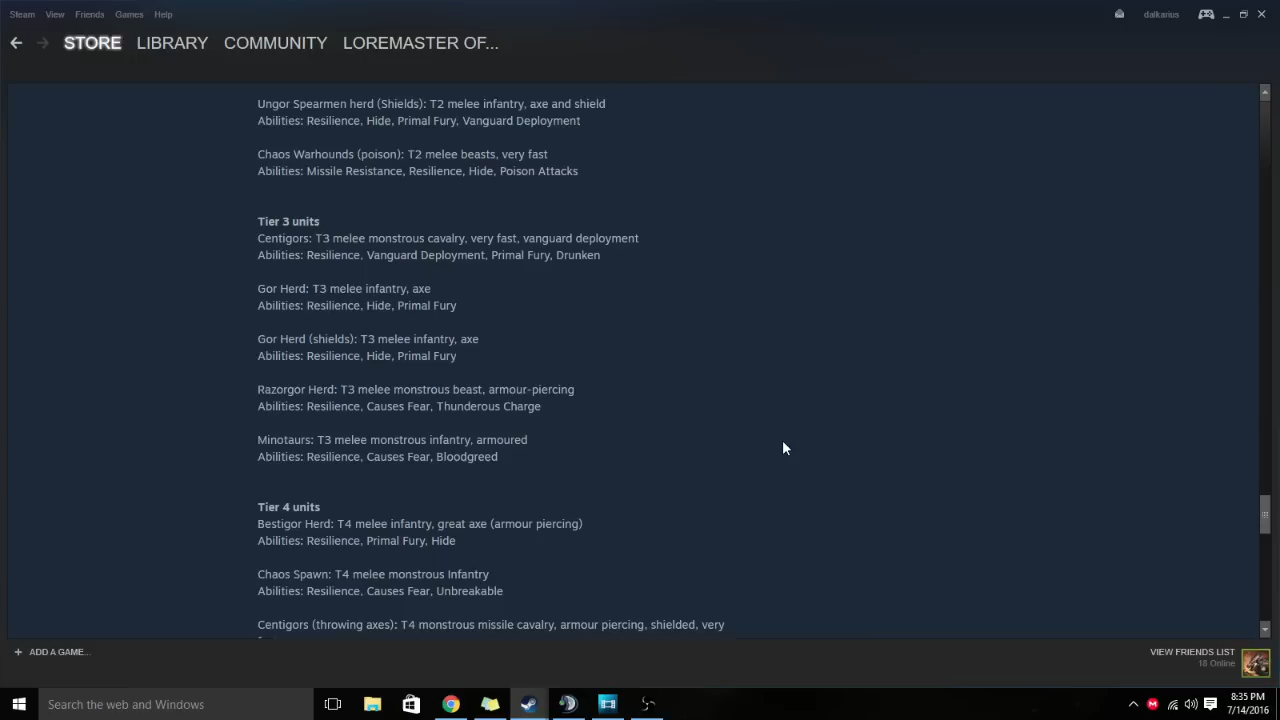 Steam View Friends Games Help dalkarius
STORE LIBRARY COMMUNITY LOREMASTER OF...
Ungor Spearmen herd (Shields): T2 melee infantry, axe and shield
Abilities: Resilience, Hide, Primal Fury, Vanguard Deployment
Chaos Warhounds (poison): T2 melee beasts, very fast
Abilities: Missile Resistance, Resilience, Hide, Poison Attacks
Tier 3 units
Centigors: T3 melee monstrous cavalry, very fast, vanguard deployment
Abilities: Resilience, Vanguard Deployment, Primal Fury, Drunken
Gor Herd: T3 melee infantry, axe
Abilities: Resilience, Hide, Primal Fury
Gor Herd (shields): T3 melee infantry, axe
Abilities: Resilience, Hide, Primal Fury
Razorgor Herd: T3 melee monstrous beast, armour-piercing
Abilities: Resilience, Causes Fear, Thunderous Charge
Minotaurs: T3 melee monstrous infantry, armoured
Abilities: Resilience, Causes Fear, Bloodgreed
Tier 4 units
Bestigor Herd: T4 melee infantry, great axe (armour piercing)
Abilities: Resilience, Primal Fury, Hide
Chaos Spawn: T4 melee monstrous Infantry
Abilities: Resilience, Causes Fear, Unbreakable
Centigors (throwing axes): T4 monstrous missile cavalry, armour piercing, shielded, very
+ ADD A GAME... VIEW FRIENDS LIST
18 Online
Search the web and Windows
8:35 PM
7/14/2016